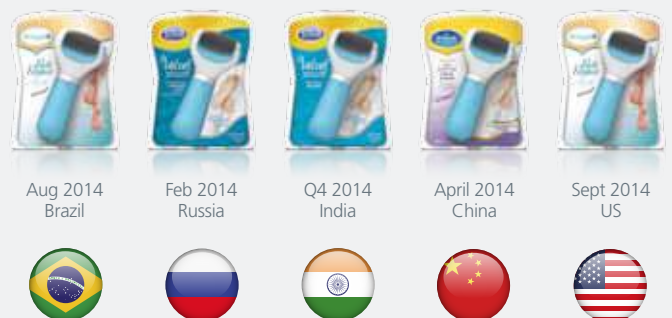 Aug 2014
Brazil
Feb 2014
Russia
Q4 2014
India
April 2014
China
Sept 2014
US